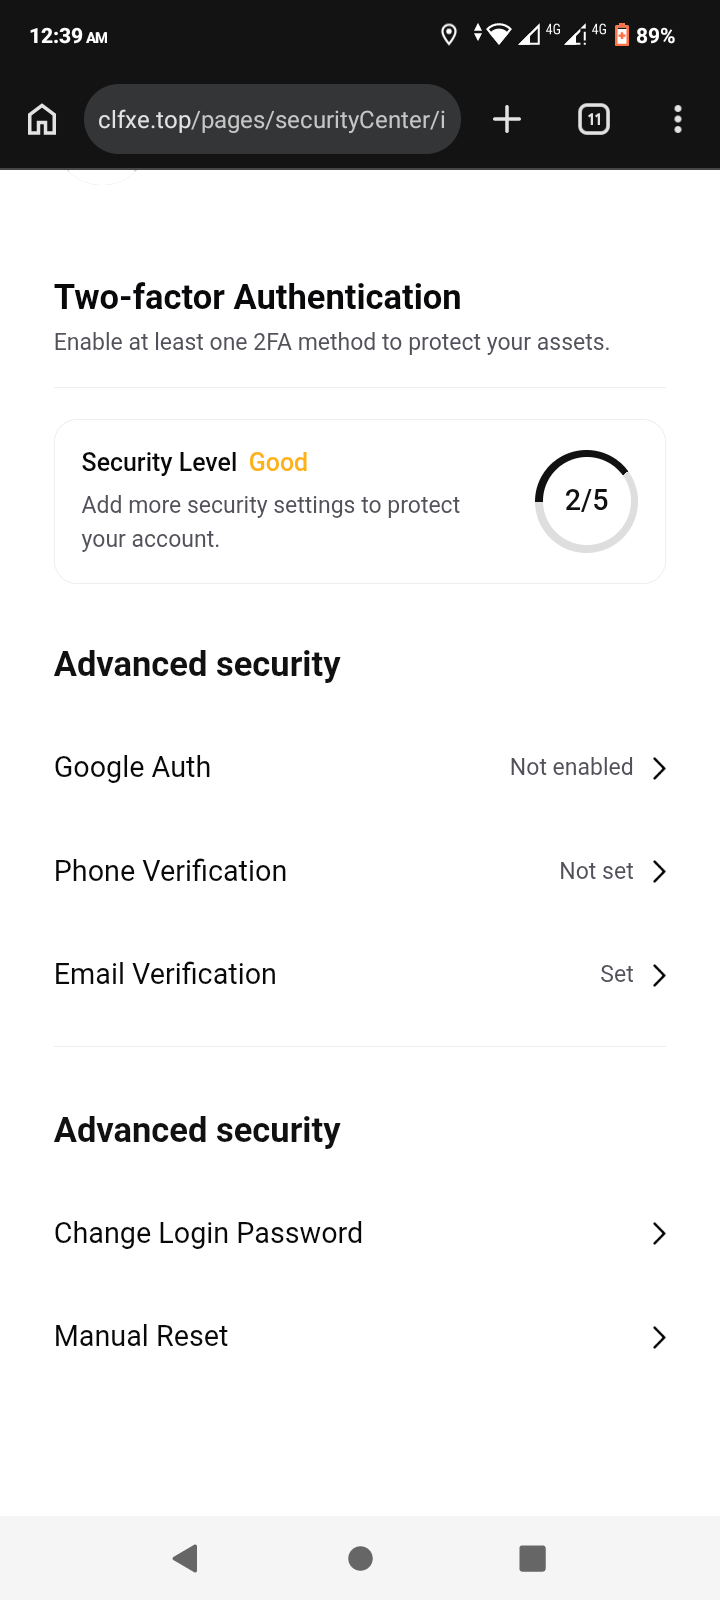 12:39 AM
4G
4G
89%
clfxe.top/pages/securityCenter/i
11
Two-factor Authentication
Enable at least one 2FA method to protect your assets.
Security Level Good
Add more security settings to protect
your account.
2/5
Advanced security
Google Auth
Not enabled
Phone Verification
Not set
Email Verification
Set
Advanced security
Change Login Password
Manual Reset